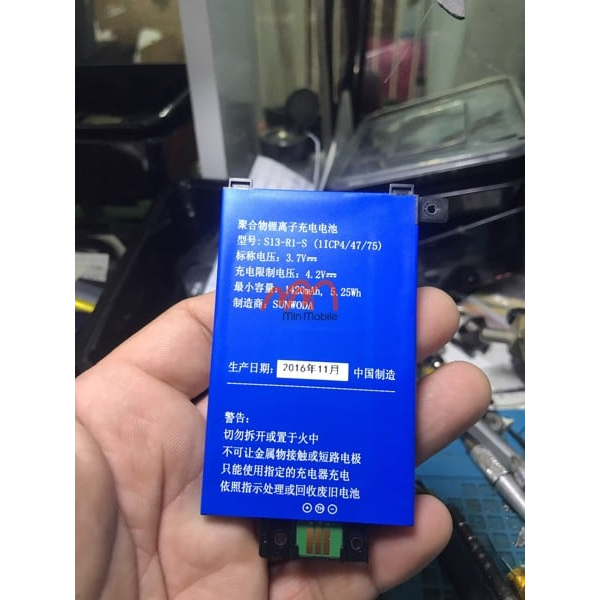 聚合物锂离子充电电池
型号: S13-R1-S (1ICP4/47/75)
标称电压: 3.7V
充电限制电压: 4.2V
最小容量: 420mAh, 5.25Wh
制造商: SUNWODA
Min Mobile
生产日期: 2016年11月 中国制造
警告:
切勿拆开或置于火中
不可让金属物接触或短路电极
只能使用指定的充电器充电
依照指示处理或回收废旧电池